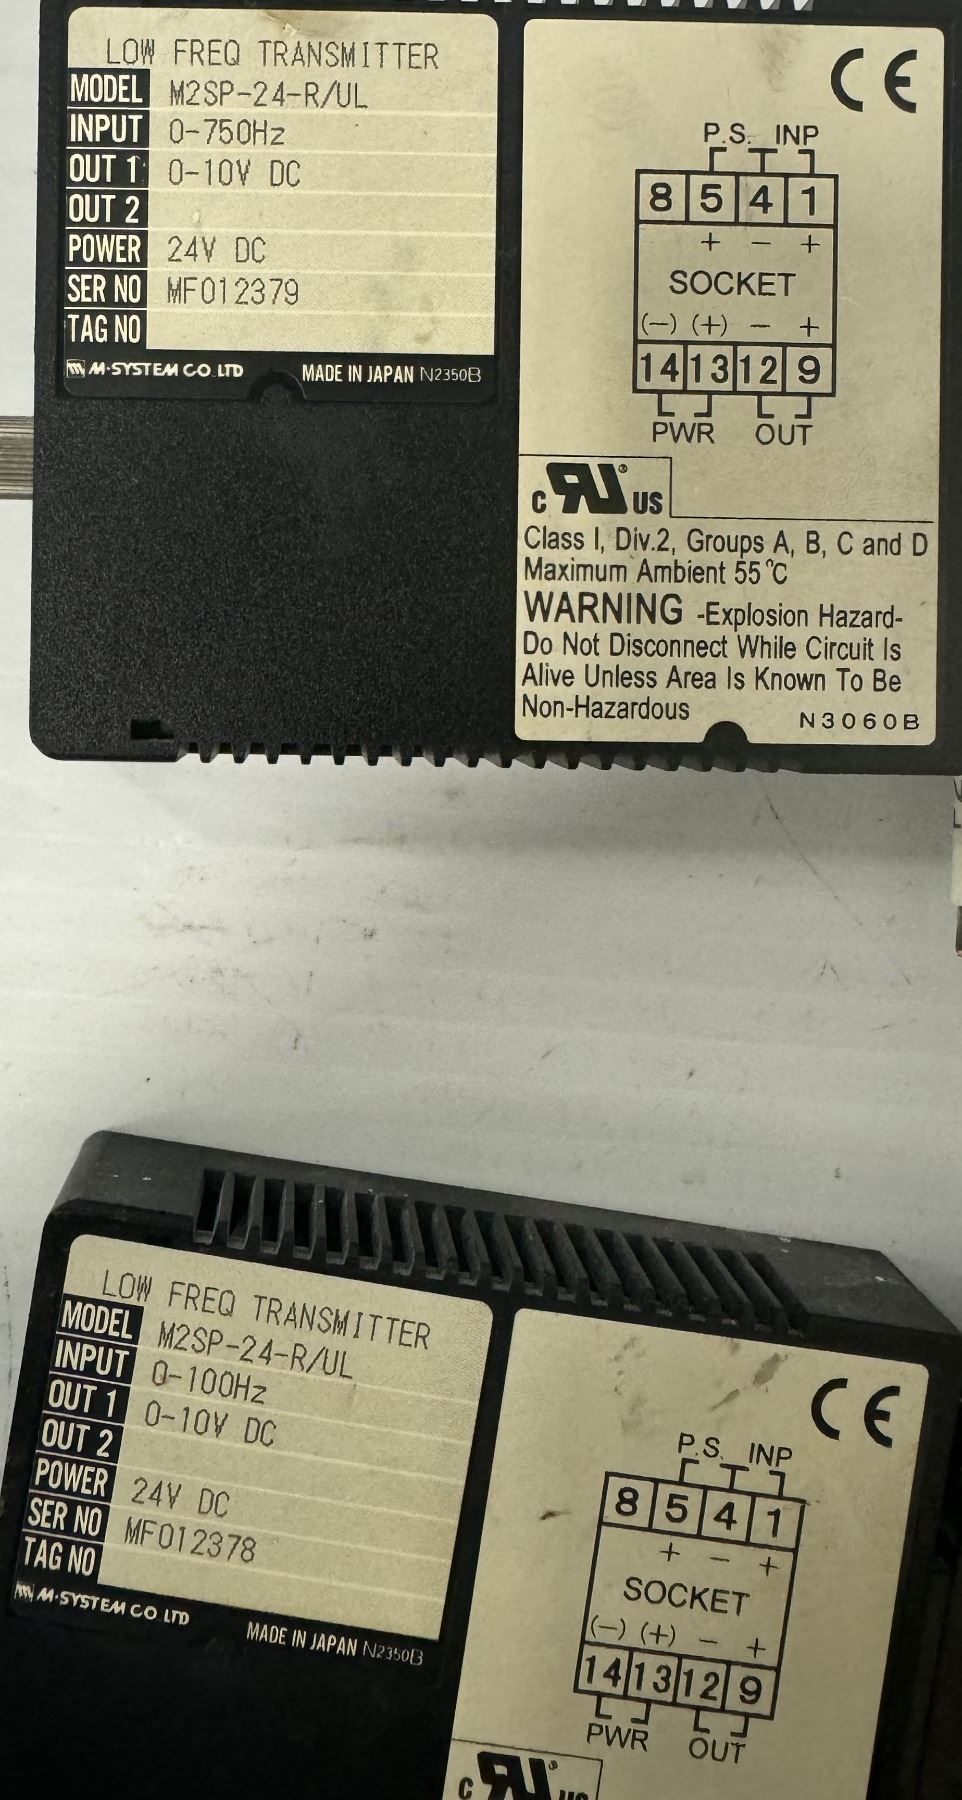 LOW FREQ TRANSMITTER
MODEL M2SP-24-R/UL
INPUT 0-750Hz
OUT 1 0-10V DC
OUT 2
POWER 24V DC
SER NO MF012379
TAG NO
M-SYSTEM CO.,LTD MADE IN JAPAN N2350B
CE
P.S. INP
8 5 4 1
+ - +
SOCKET
(-) (+) - +
14 13 12 9
PWR OUT
c RU ® US
Class I, Div.2, Groups A, B, C and D
Maximum Ambient 55°C
WARNING -Explosion Hazard-
Do Not Disconnect While Circuit Is
Alive Unless Area Is Known To Be
Non-Hazardous N3060B
LOW FREQ TRANSMITTER
MODEL M2SP-24-R/UL
INPUT 0-100Hz
OUT 1 0-10V DC
OUT 2
POWER 24V DC
SER NO MF012378
TAG NO
M-SYSTEM CO.,LTD MADE IN JAPAN N2350B
CE
P.S. INP
8 5 4 1
+ - +
SOCKET
(-) (+) - +
14 13 12 9
PWR OUT
c RU ® US